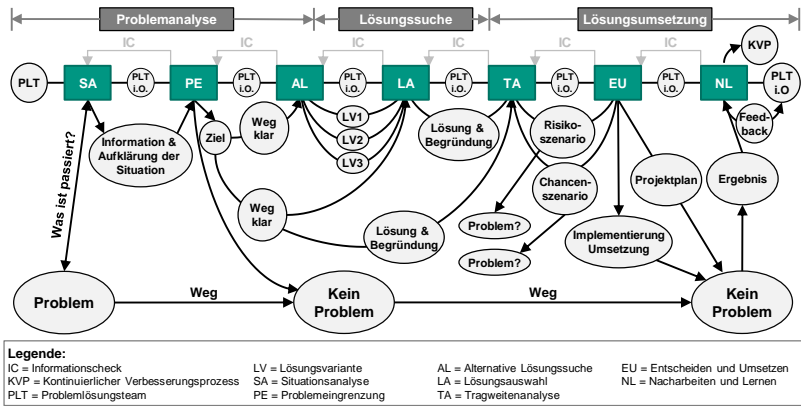 Problemanalyse
Lösungssuche
Lösungsumsetzung
IC
IC
IC
IC
IC
IC
KVP
PLT
SA
PLT
i.O.
PE
PLT
i.O.
AL
PLT
i.O.
LA
PLT
i.O.
TA
PLT
i.O.
EU
PLT
i.O.
NL
PLT
i.O
Was ist passiert?
Information &
Aufklärung der
Situation
Ziel
Weg
klar
LV1
LV2
LV3
Lösung &
Begründung
Risiko-
szenario
Feed-
back
Chancen-
szenario
Projektplan
Ergebnis
Weg
klar
Lösung &
Begründung
Problem?
Problem?
Implementierung
Umsetzung
Problem
Weg
Kein
Problem
Weg
Kein
Problem
Legende:
IC = Informationscheck
KVP = Kontinuierlicher Verbesserungsprozess
PLT = Problemlösungsteam
LV = Lösungsvariante
SA = Situationsanalyse
PE = Problemeingrenzung
AL = Alternative Lösungssuche
LA = Lösungsauswahl
TA = Tragweitenanalyse
EU = Entscheiden und Umsetzen
NL = Nacharbeiten und Lernen